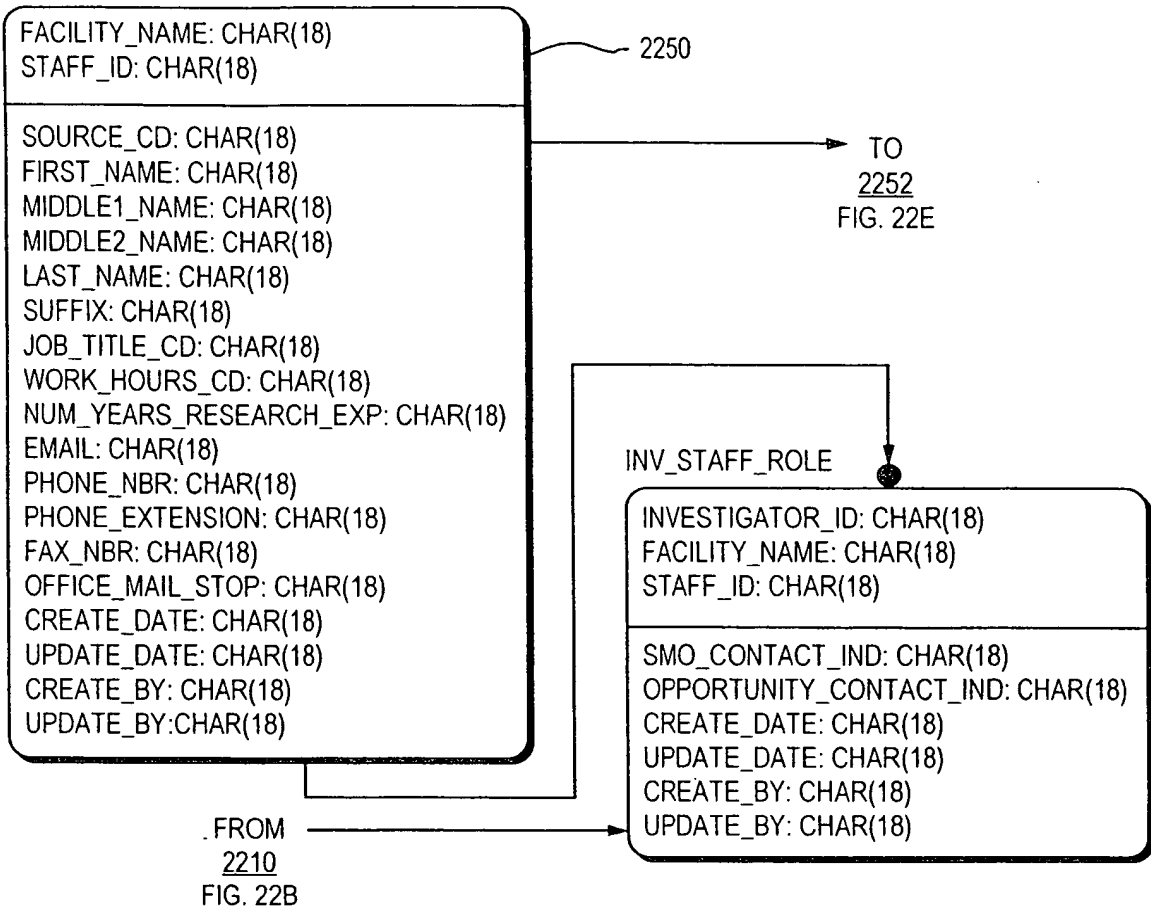 FACILITY_NAME: CHAR(18)
STAFF_ID: CHAR(18)
2250
SOURCE_CD: CHAR(18)
FIRST_NAME: CHAR(18)
MIDDLE1_NAME: CHAR(18)
MIDDLE2_NAME: CHAR(18)
LAST_NAME: CHAR(18)
SUFFIX: CHAR(18)
JOB_TITLE_CD: CHAR(18)
WORK_HOURS_CD: CHAR(18)
NUM_YEARS_RESEARCH_EXP: CHAR(18)
EMAIL: CHAR(18)
PHONE_NBR: CHAR(18)
PHONE_EXTENSION: CHAR(18)
FAX_NBR: CHAR(18)
OFFICE_MAIL_STOP: CHAR(18)
CREATE_DATE: CHAR(18)
UPDATE_DATE: CHAR(18)
CREATE_BY: CHAR(18)
UPDATE_BY:CHAR(18)
TO
2252
FIG. 22E
INV_STAFF_ROLE
INVESTIGATOR_ID: CHAR(18)
FACILITY_NAME: CHAR(18)
STAFF_ID: CHAR(18)
SMO_CONTACT_IND: CHAR(18)
OPPORTUNITY_CONTACT_IND: CHAR(18)
CREATE_DATE: CHAR(18)
UPDATE_DATE: CHAR(18)
CREATE_BY: CHAR(18)
UPDATE_BY: CHAR(18)
FROM
2210
FIG. 22B